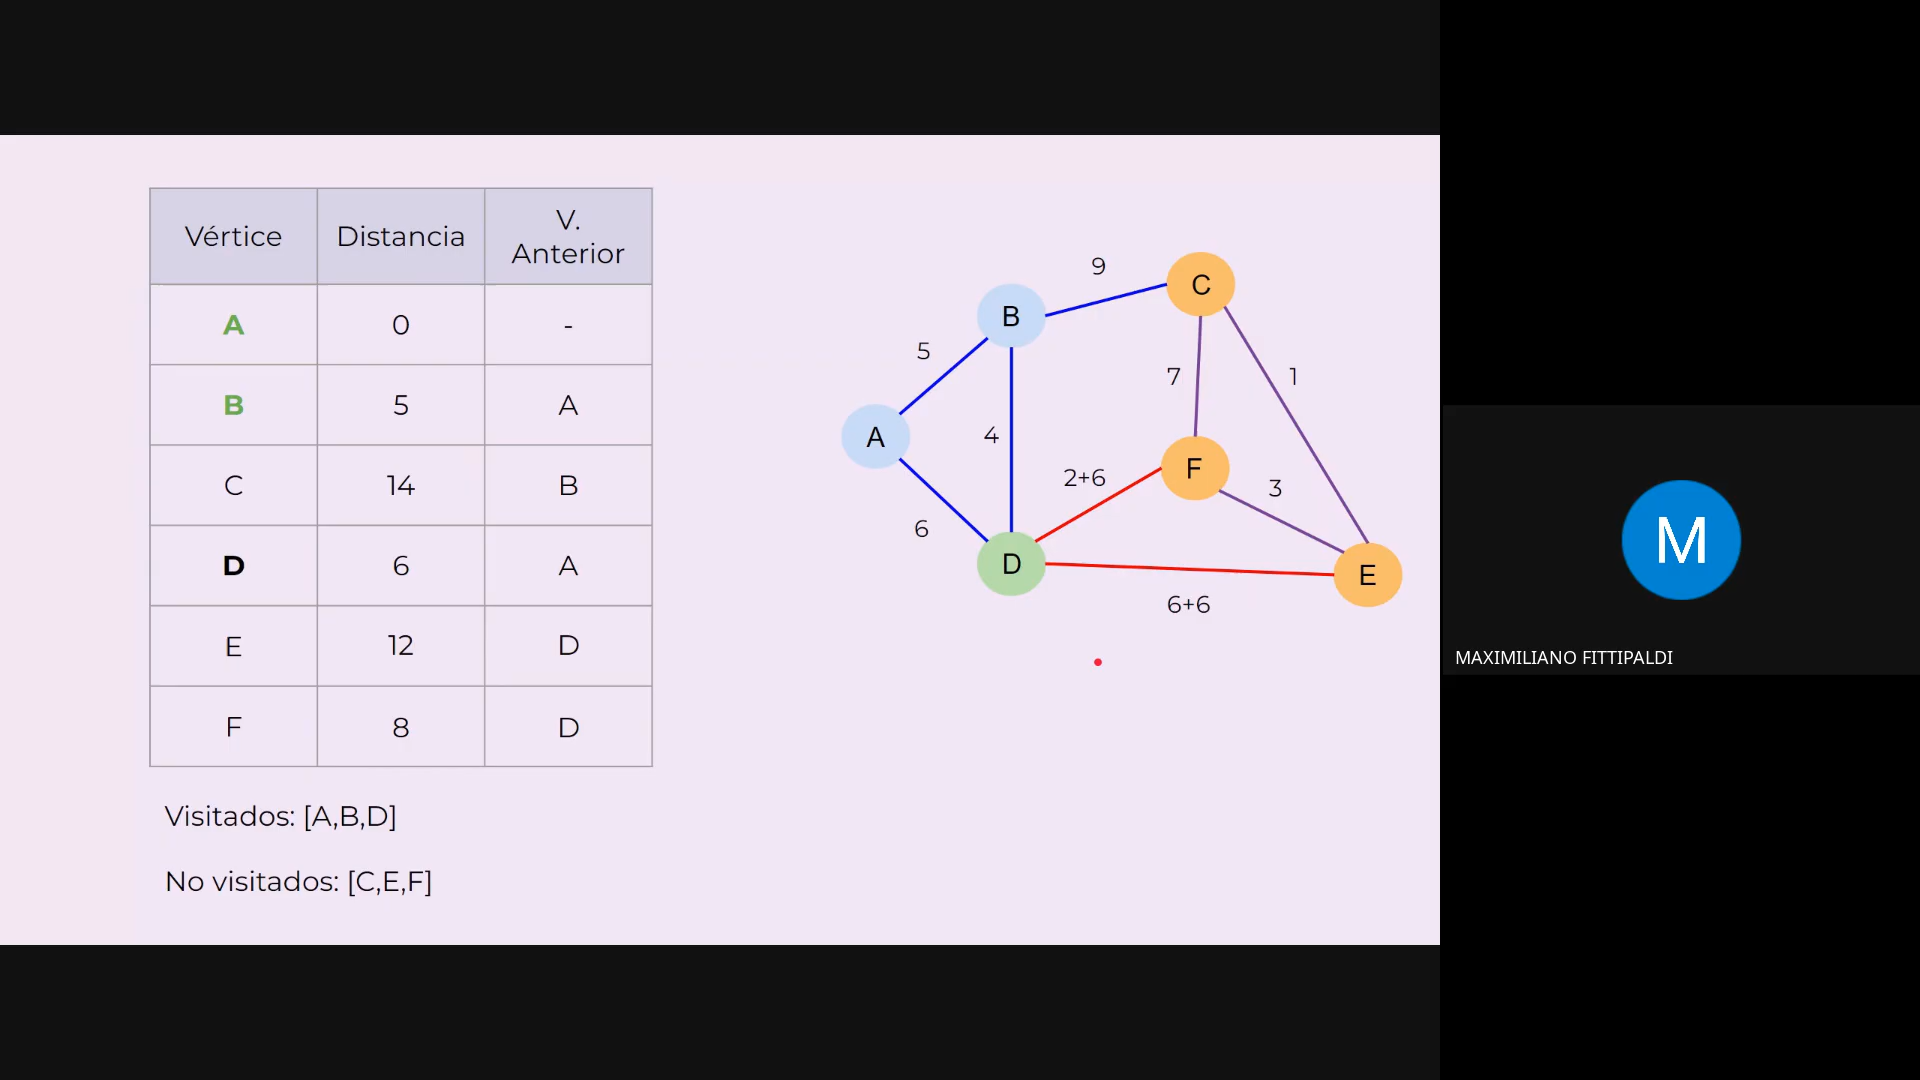 Vértice Distancia V. Anterior
A 0 -
B 5 A
C 14 B
D 6 A
E 12 D
F 8 D
Visitados: [A,B,D]
No visitados: [C,E,F]
9
C
B
5
7
1
A
4
2+6
F
3
6
D
E
6+6
M
MAXIMILIANO FITTIPALDI